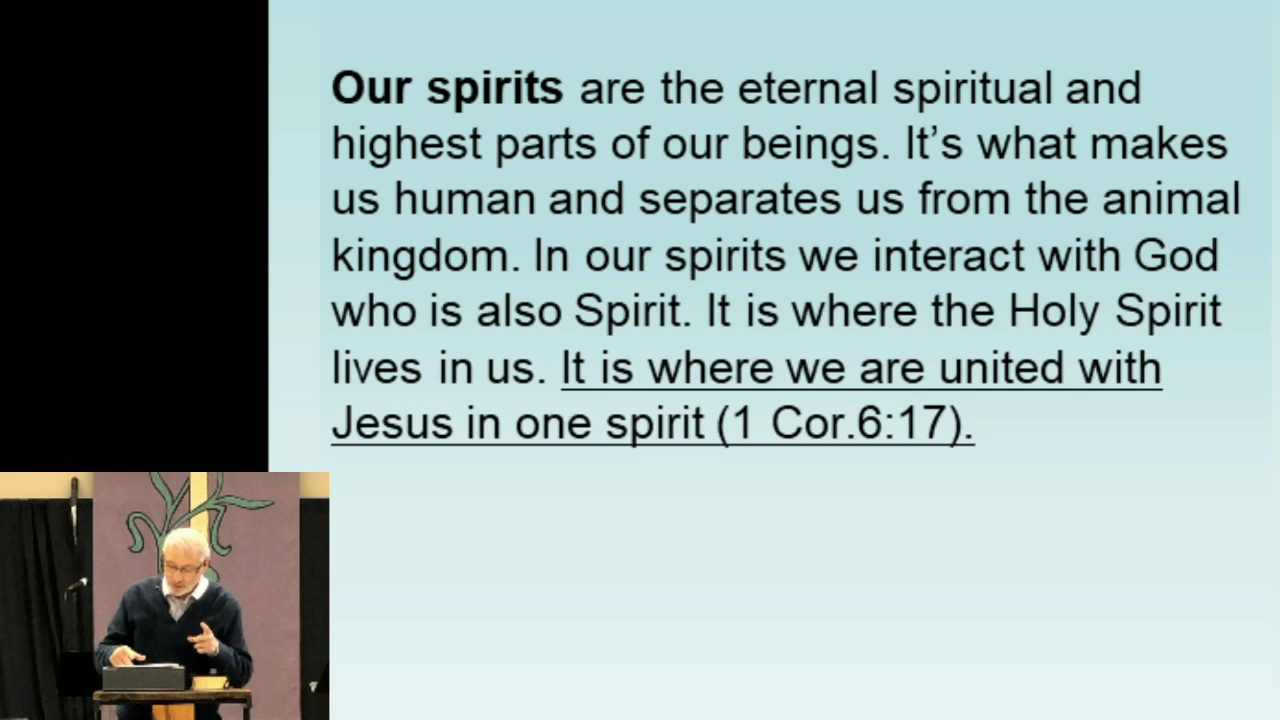 Our spirits are the eternal spiritual and
highest parts of our beings. It’s what makes
us human and separates us from the animal
kingdom. In our spirits we interact with God
who is also Spirit. It is where the Holy Spirit
lives in us. It is where we are united with
Jesus in one spirit (1 Cor.6:17).